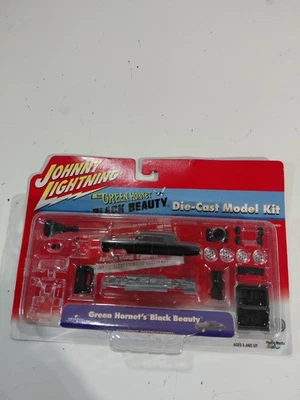 JOHNNY
LIGHTNING
THE GREEN HORNET
BLACK BEAUTY
Die-Cast Model Kit
Green Hornet's Black Beauty